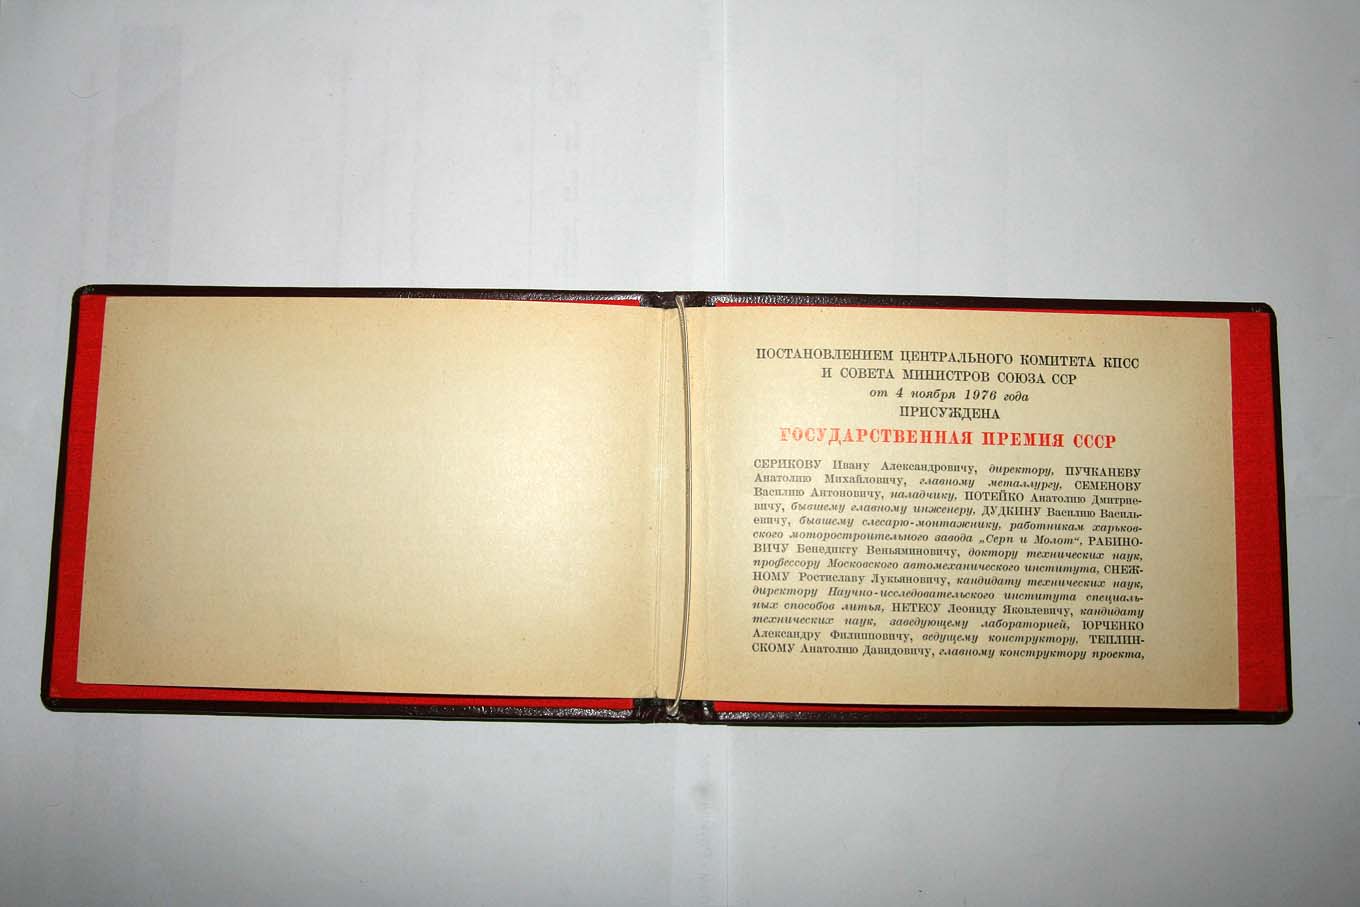 ПОСТАНОВЛЕНИЕМ ЦЕНТРАЛЬНОГО КОМИТЕТА КПСС
И СОВЕТА МИНИСТРОВ СОЮЗА ССР
от 4 ноября 1976 года
ПРИСУЖДЕНА
ГОСУДАРСТВЕННАЯ ПРЕМИЯ СССР
СЕРИКОВУ Ивану Александровичу, директору, ПУЧКАНЕВУ
Анатолию Михайловичу, главному металлургу, СЕМЕНОВУ
Василию Антоновичу, наладчику, ПОТЕЙКО Анатолию Дмитрие-
вичу, бывшему главному инженеру, ДУДКИНУ Василию Василь-
евичу, бывшему слесарю-монтажнику, работникам харьков-
ского моторостроительного завода „Серп и Молот“, РАБИНО-
ВИЧУ Бенедикту Веньяминовичу, доктору технических наук,
профессору Московского автомеханического института, СНЕЖ-
НОМУ Ростиславу Лукьяновичу, кандидату технических наук,
директору Научно-исследовательского института специаль-
ных способов литья, НЕТЕСУ Леониду Яковлевичу, кандидату
технических наук, заведующему лабораторией, ЮРЧЕНКО
Александру Филипповичу, ведущему конструктору, ТЕПЛИН-
СКОМУ Анатолию Давидовичу, главному конструктору проекта,